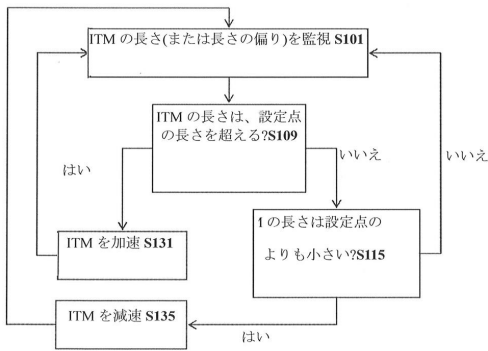 ITM の長さ(または長さの偏り)を監視 S101
ITM の長さは、設定点
の長さを超える?S109
はい
いいえ
いいえ
の長さは設定点の
よりも小さい?S115
ITM を加速 S131
ITM を減速 S135
はい